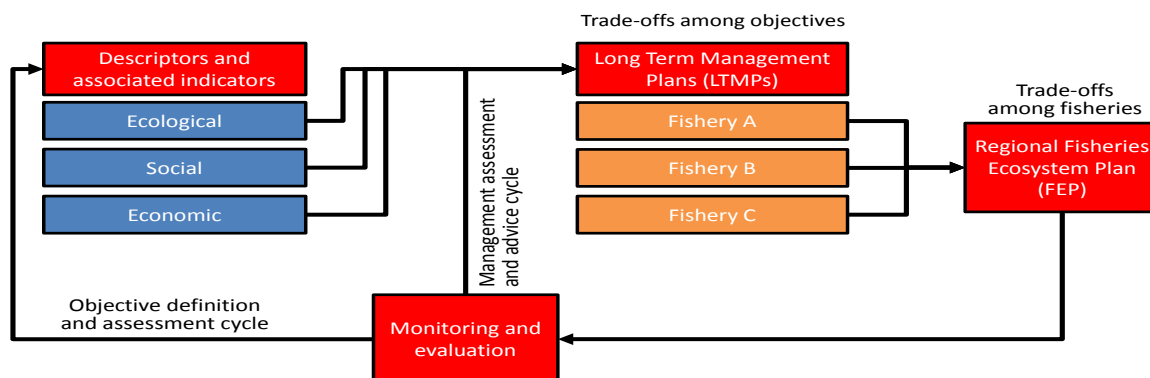 Trade-offs among objectives
Descriptors and
associated indicators
Ecological
Social
Economic
Long Term Management
Plans (LTMPs)
Fishery A
Fishery B
Fishery C
Trade-offs
among fisheries
Regional Fisheries
Ecosystem Plan
(FEP)
Management assessment
and advice cycle
Objective definition
and assessment cycle
Monitoring and
evaluation